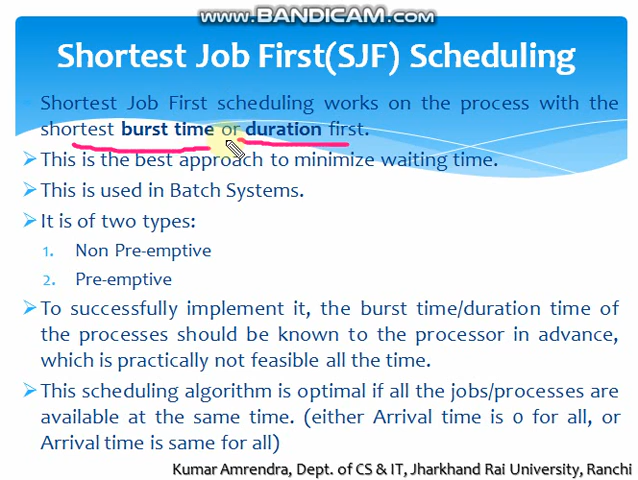 www.BANDICAM.com
Shortest Job First(SJF) Scheduling
Shortest Job First scheduling works on the process with the
shortest burst time or duration first.
This is the best approach to minimize waiting time.
This is used in Batch Systems.
It is of two types:
1. Non Pre-emptive
2. Pre-emptive
To successfully implement it, the burst time/duration time of
the processes should be known to the processor in advance,
which is practically not feasible all the time.
This scheduling algorithm is optimal if all the jobs/processes are
available at the same time. (either Arrival time is 0 for all, or
Arrival time is same for all)
Kumar Amrendra, Dept. of CS & IT, Jharkhand Rai University, Ranchi